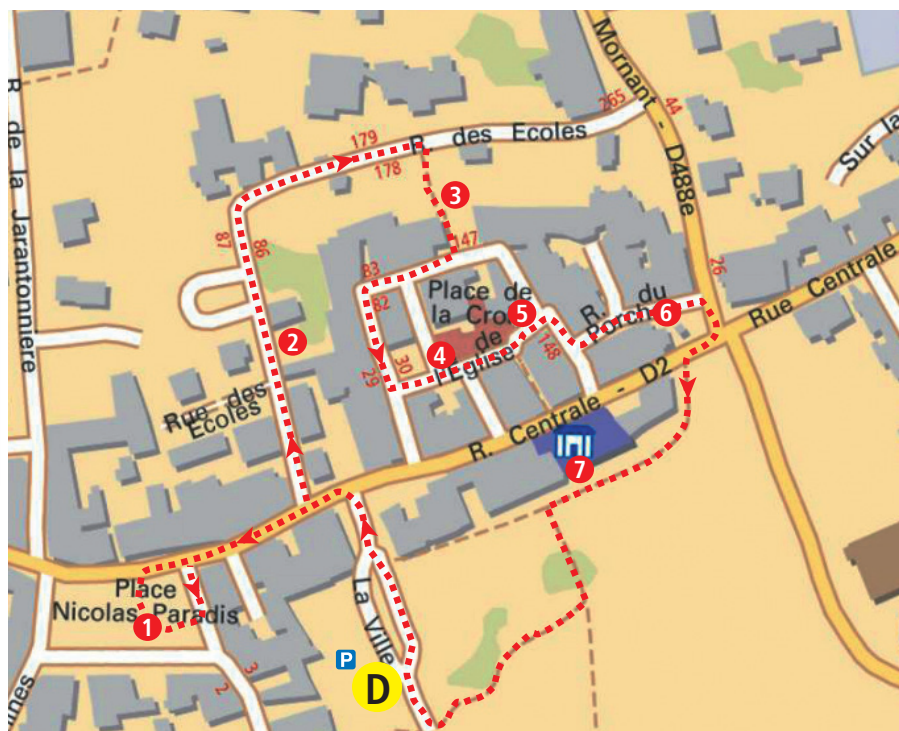 R. de la Jarantonniere
Mornant - D488e
44
265
R. des Ecoles
179
178
Sur la
3
87
86
147
83
82
26
Place de
la Croix
de
l'Eglise
5
R. du
Porche
6
Rue Centrale
2
4
148
30
29
Rue des
Ecoles
R. Centrale - D2
7
Place
Nicolas Paradis
1
La Ville
P
D
3
2